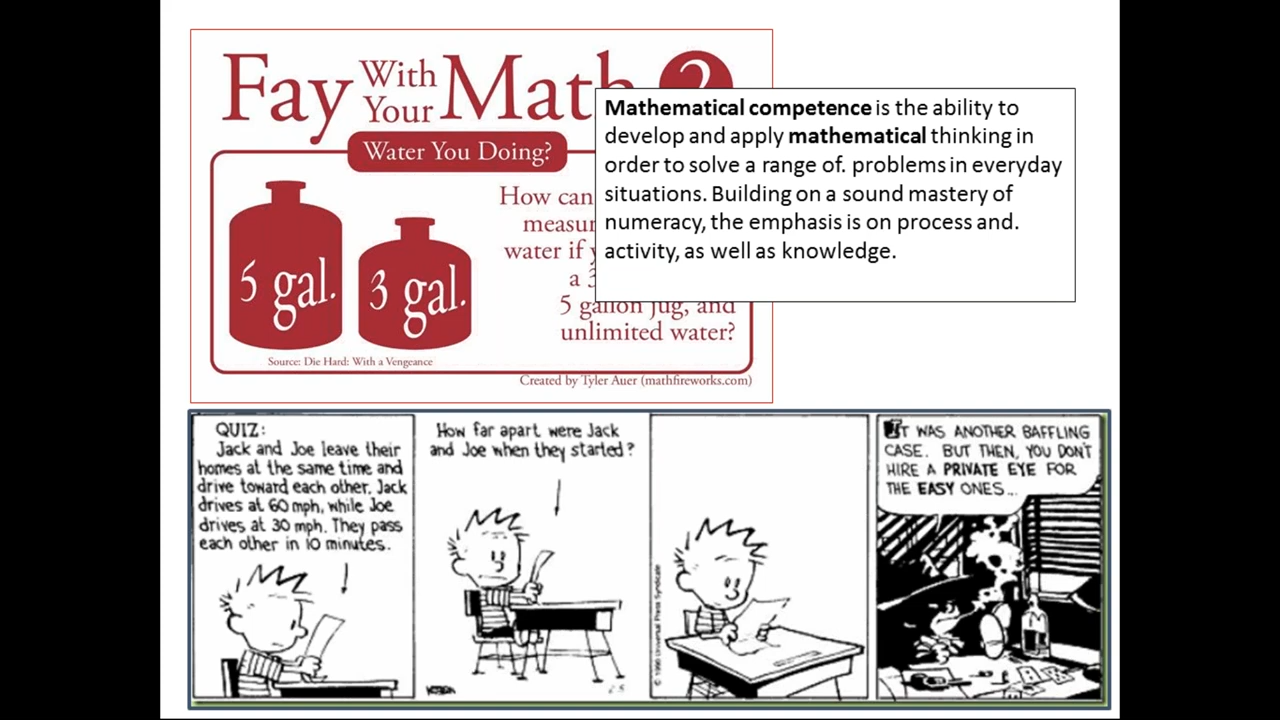 Fay With Your Math ?
Water You Doing?
Mathematical competence is the ability to
develop and apply mathematical thinking in
order to solve a range of. problems in everyday
situations. Building on a sound mastery of
numeracy, the emphasis is on process and.
activity, as well as knowledge.
5 gal.
3 gal.
How can
measur
water if
a 3
5 gallon jug, and
unlimited water?
Source: Die Hard: With a Vengeance
Created by Tyler Auer (mathfireworks.com)
QUIZ:
Jack and Joe leave their
homes at the same time and
drive toward each other. Jack
drives at 60 mph, while Joe
drives at 30 mph. They pass
each other in 10 minutes.
How far apart were Jack
and Joe when they started?
© 1990 Universal Press Syndicate
IT WAS ANOTHER BAFFLING
CASE. BUT THEN, YOU DON'T
HIRE A PRIVATE EYE FOR
THE EASY ONES...